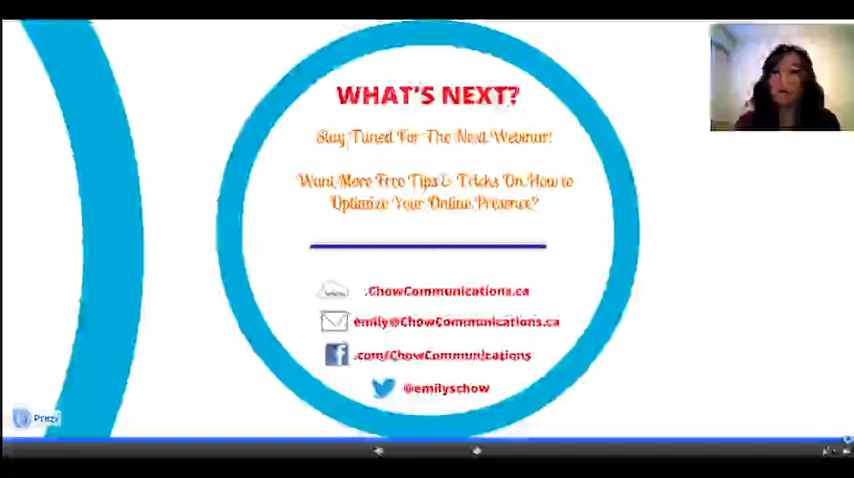 WHAT'S NEXT?
Stay Tuned For The Next Webinar!
Want More Free Tips & Tricks On How to
Optimize Your Online Presence?
.ChowCommunications.ca
emily@ChowCommunications.ca
.com/ChowCommunications
@emilyschow
Prezi